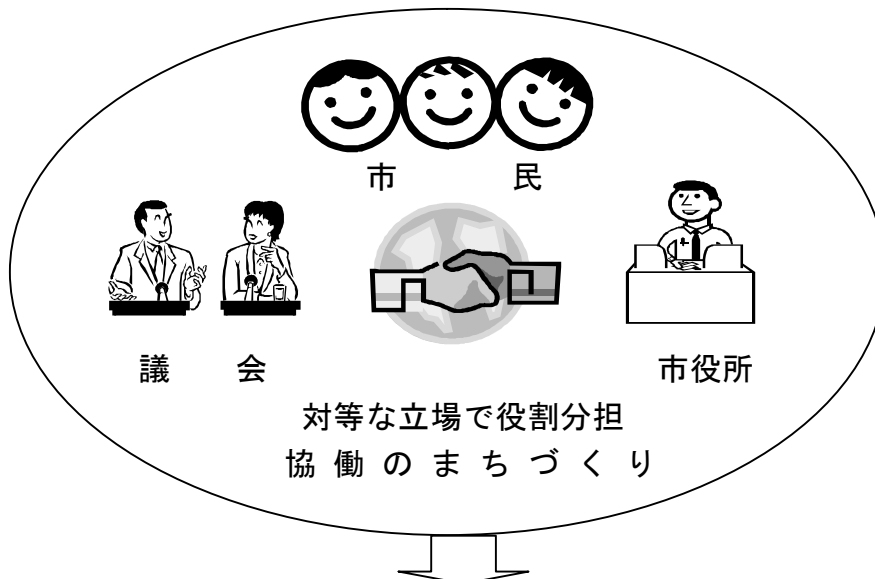 市 民
議 会
市役所
対等な立場で役割分担
協働のまちづくり